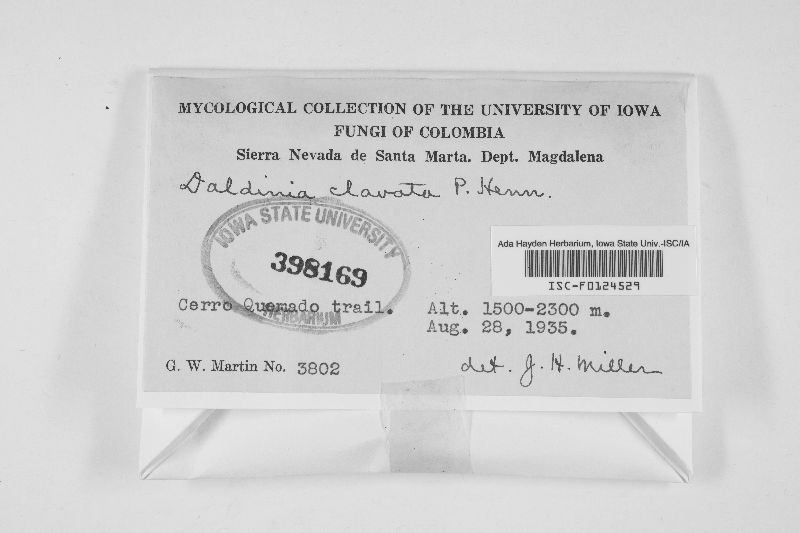 MYCOLOGICAL COLLECTION OF THE UNIVERSITY OF IOWA
FUNGI OF COLOMBIA
Sierra Nevada de Santa Marta. Dept. Magdalena
Daldinia clavata P. Henn.
IOWA STATE UNIVERSITY
398169
HERBARIUM
Ada Hayden Herbarium, Iowa State Univ.-ISC/IA
ISC-F0124529
Cerro Quemado trail. Alt. 1500-2300 m.
Aug. 28, 1935.
G. W. Martin No. 3802 det. J. H. Miller